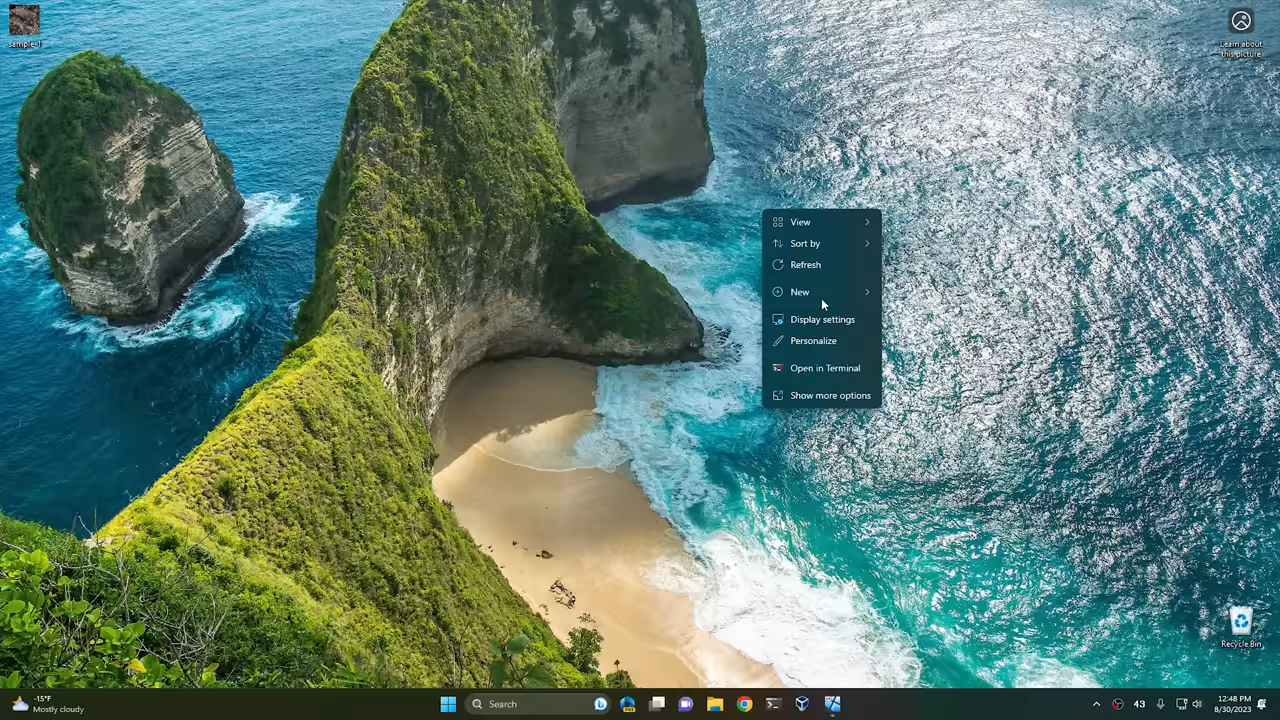 sample-1
Learn about
this picture
View
Sort by
Refresh
New
Display settings
Personalize
Open in Terminal
Show more options
Recycle Bin
-15°F
Mostly cloudy
Search
43
12:48 PM
8/30/2023